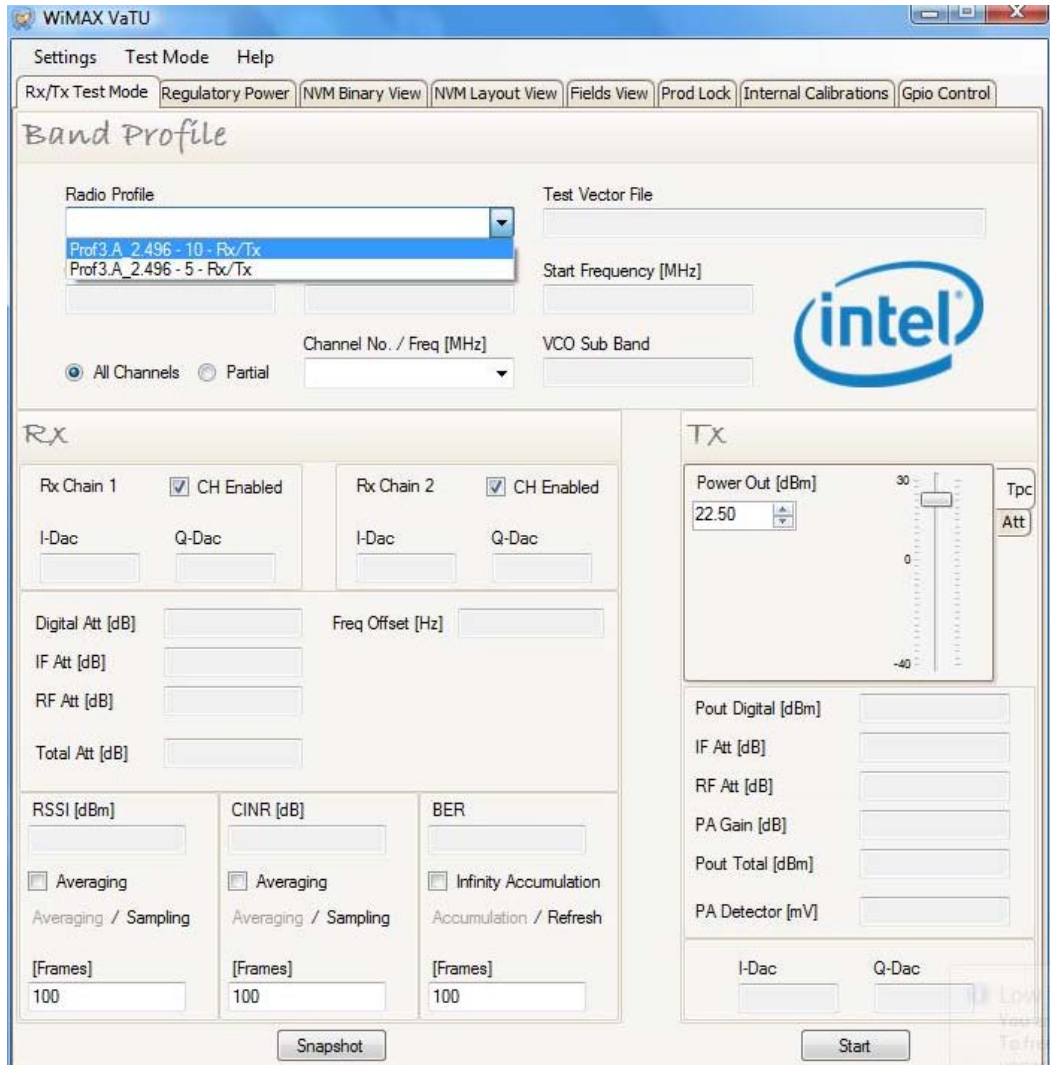 WiMAX VaTU
Settings Test Mode Help
Rx/Tx Test Mode Regulatory Power NVM Binary View NVM Layout View Fields View Prod Lock Internal Calibrations Gpio Control
Band Profile
Radio Profile Test Vector File
Prof3.A_2.496 - 10 - Rx/Tx
Prof3.A_2.496 - 5 - Rx/Tx
Start Frequency [MHz]
intel
Channel No. / Freq [MHz] VCO Sub Band
All Channels Partial
Rx Tx
Rx Chain 1 CH Enabled Rx Chain 2 CH Enabled
I-Dac Q-Dac I-Dac Q-Dac
Power Out [dBm] 30 Tpc
22.50 Att
0
-40
Digital Att [dB] Freq Offset [Hz]
IF Att [dB]
RF Att [dB]
Total Att [dB]
Pout Digital [dBm]
IF Att [dB]
RF Att [dB]
PA Gain [dB]
Pout Total [dBm]
PA Detector [mV]
RSSI [dBm] CINR [dB] BER
Averaging Averaging Infinity Accumulation
Averaging / Sampling Averaging / Sampling Accumulation / Refresh
[Frames] [Frames] [Frames]
100 100 100
I-Dac Q-Dac
Low
Snapshot Start